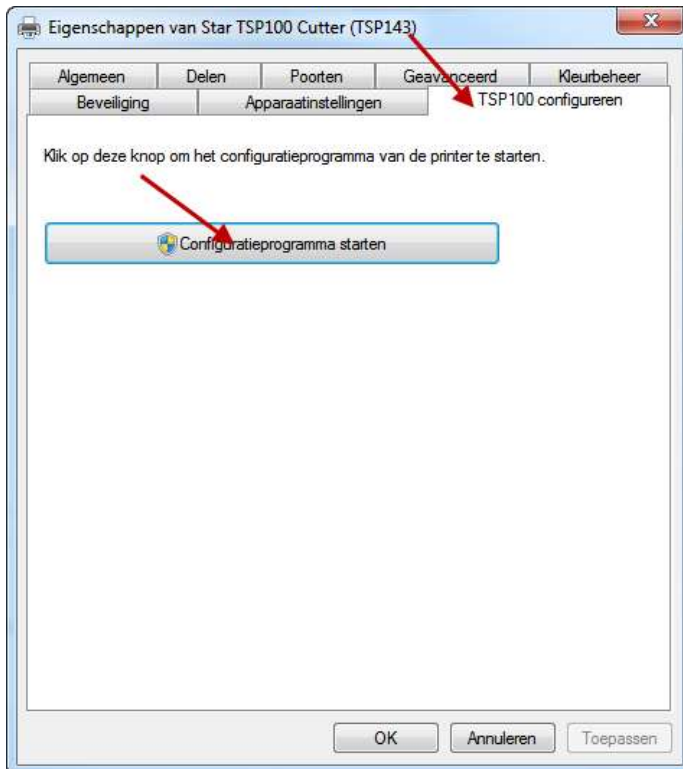 Eigenschappen van Star TSP100 Cutter (TSP143)
Algemeen Delen Poorten Geavanceerd Kleurbeheer
Beveiliging Apparaatinstellingen TSP100 configureren
Klik op deze knop om het configuratieprogramma van de printer te starten.
Configuratieprogramma starten
OK Annuleren Toepassen